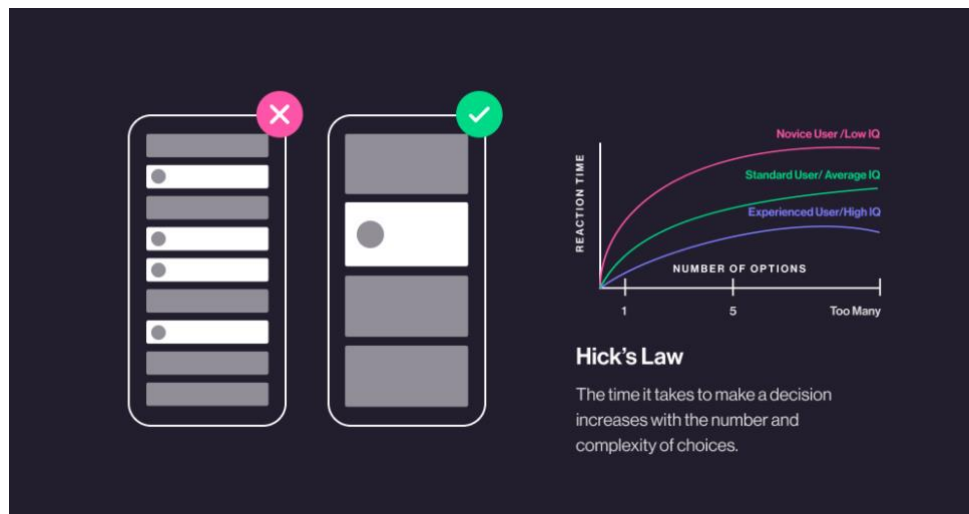 Novice User /Low IQ
Standard User/ Average IQ
Experienced User/High IQ
REACTION TIME
NUMBER OF OPTIONS
1 5 Too Many
Hick's Law
The time it takes to make a decision
increases with the number and
complexity of choices.